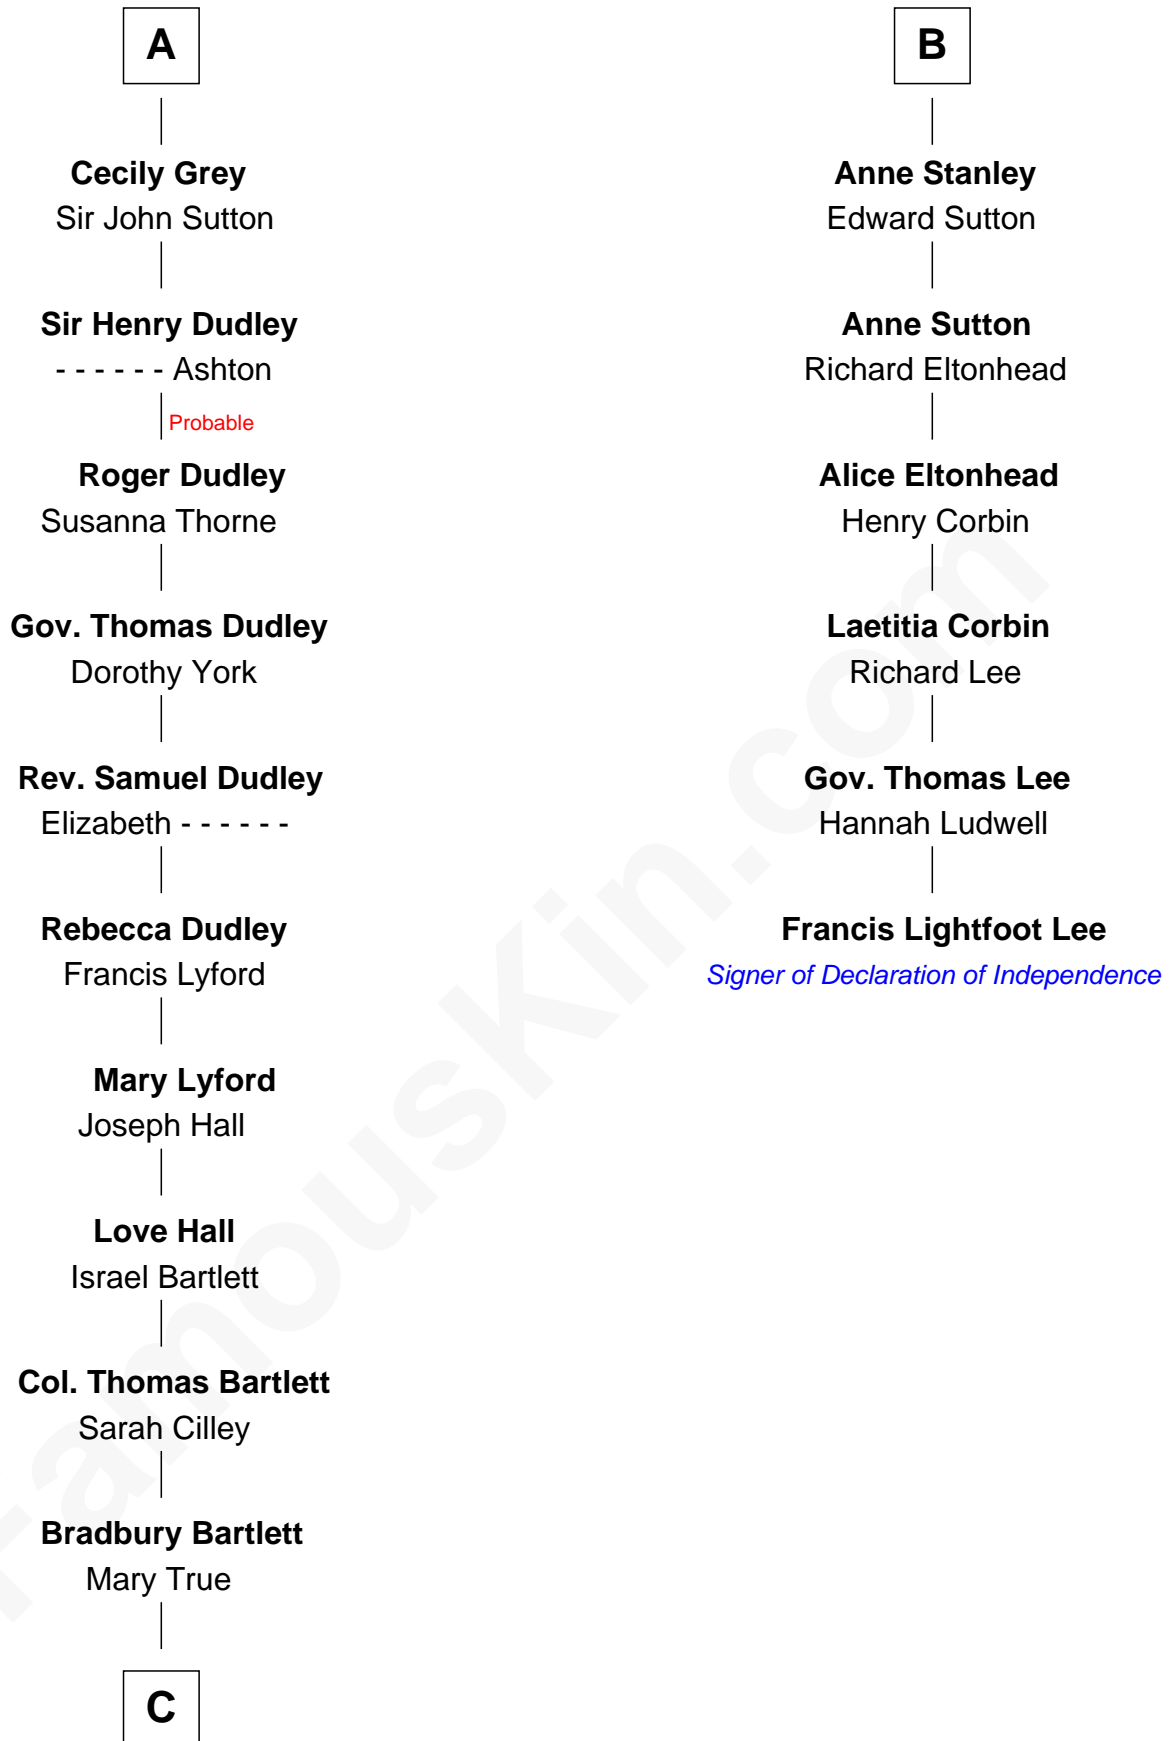 A
Cecily Grey
Sir John Sutton
Sir Henry Dudley
- - - - - - Ashton
Probable
Roger Dudley
Susanna Thorne
Gov. Thomas Dudley
Dorothy York
Rev. Samuel Dudley
Elizabeth - - - - - -
Rebecca Dudley
Francis Lyford
Mary Lyford
Joseph Hall
Love Hall
Israel Bartlett
Col. Thomas Bartlett
Sarah Cilley
Bradbury Bartlett
Mary True
C
B
Anne Stanley
Edward Sutton
Anne Sutton
Richard Eltonhead
Alice Eltonhead
Henry Corbin
Laetitia Corbin
Richard Lee
Gov. Thomas Lee
Hannah Ludwell
Francis Lightfoot Lee
Signer of Declaration of Independence
FamousKin.com